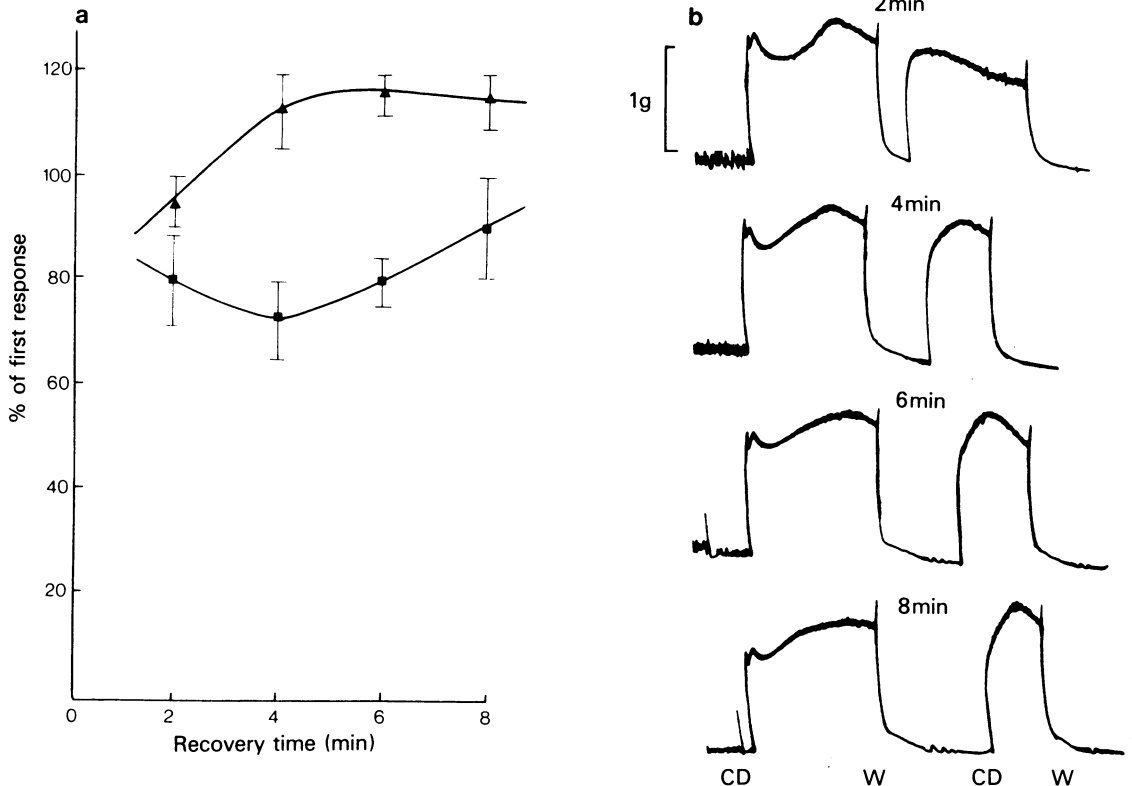 a
120
100
80
60
40
20
0
2
4
6
8
% of first response
Recovery time (min)
b
2min
1g
4min
6min
8min
CD W CD W